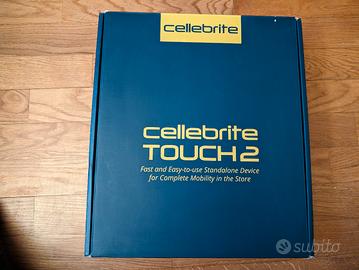 cellebrite
cellebrite
TOUCH 2
Fast and Easy-to-use Standalone Device
for Complete Mobility in the Store
subito